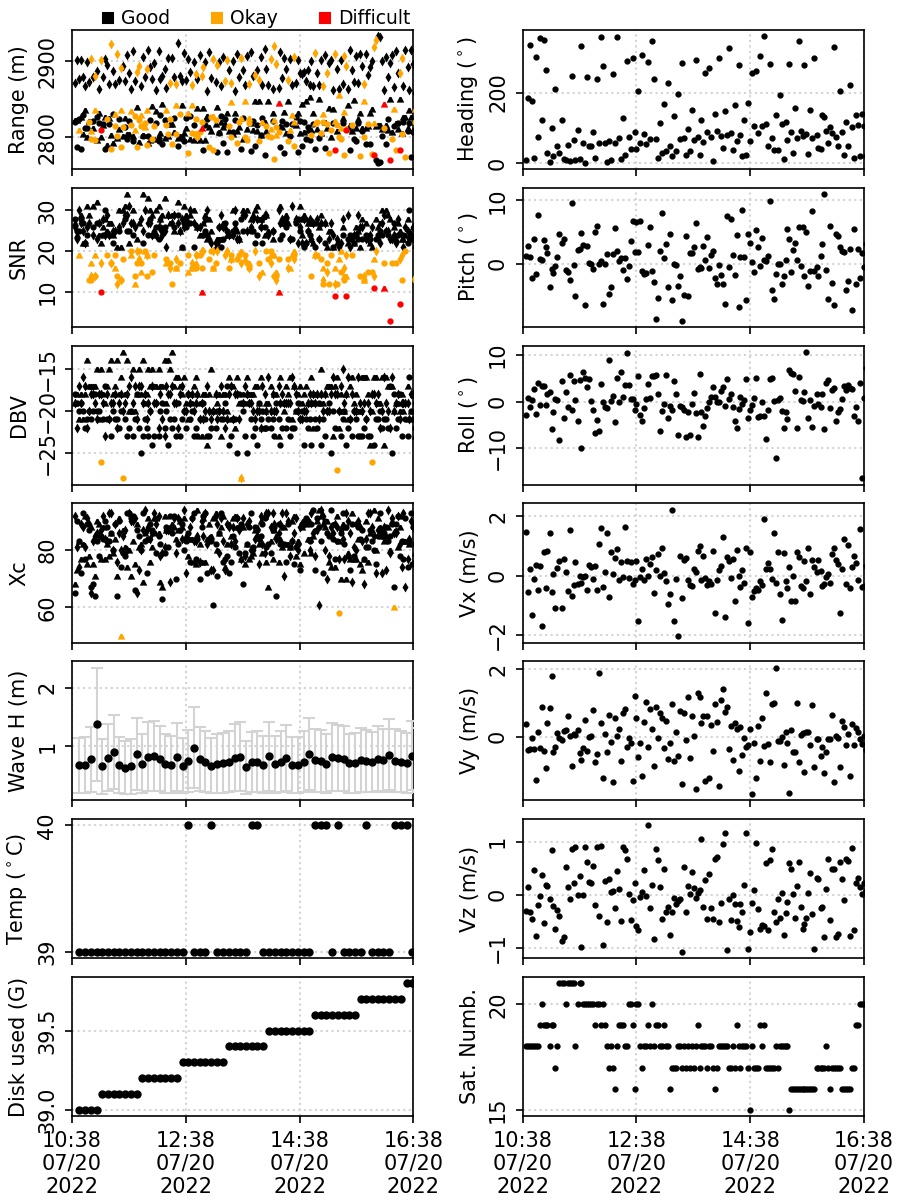 Good Okay Difficult
Range (m)
2900
2800
Heading (°)
200
0
SNR
30
20
10
Pitch (°)
10
0
DBV
−15
−20
−25
Roll (°)
10
0
−10
Xc
80
60
Vx (m/s)
2
0
−2
Wave H (m)
2
1
Vy (m/s)
2
0
Temp (°C)
40
39
Vz (m/s)
1
0
−1
Disk used (G)
39.5
39.0
Sat. Numb.
20
15
10:38 12:38 14:38 16:38 10:38 12:38 14:38 16:38
07/20 07/20 07/20 07/20 07/20 07/20 07/20 07/20
2022 2022 2022 2022 2022 2022 2022 2022